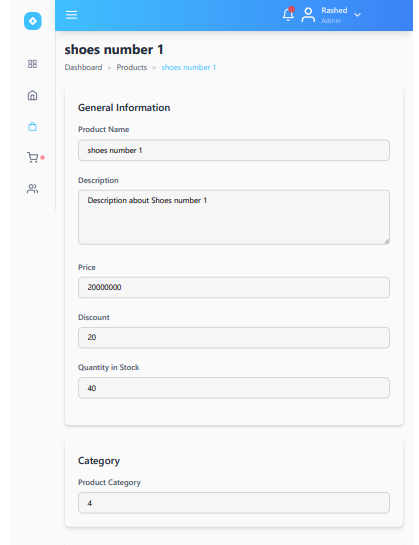 Rashed
Admin
shoes number 1
Dashboard > Products > shoes number 1
General Information
Product Name
shoes number 1
Description
Description about Shoes number 1
Price
20000000
Discount
20
Quantity in Stock
40
Category
Product Category
4